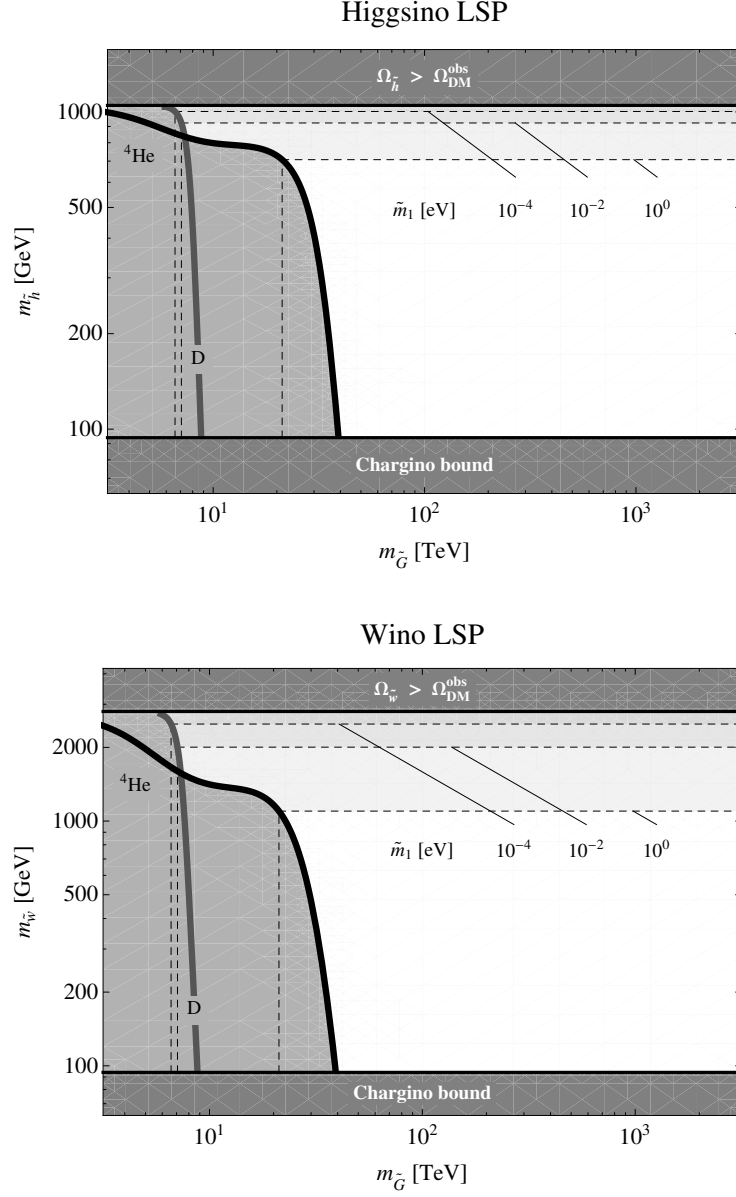 Higgsino LSP
Ω_h̃ > Ω_DM^obs
1000
⁴He
500
m̃₁ [eV] 10⁻⁴ 10⁻² 10⁰
m_h̃ [GeV]
200
D
100
Chargino bound
10¹ 10² 10³
m_G̃ [TeV]
Wino LSP
Ω_w̃ > Ω_DM^obs
2000
⁴He
1000
m̃₁ [eV] 10⁻⁴ 10⁻² 10⁰
500
m_w̃ [GeV]
200
D
100
Chargino bound
10¹ 10² 10³
m_G̃ [TeV]